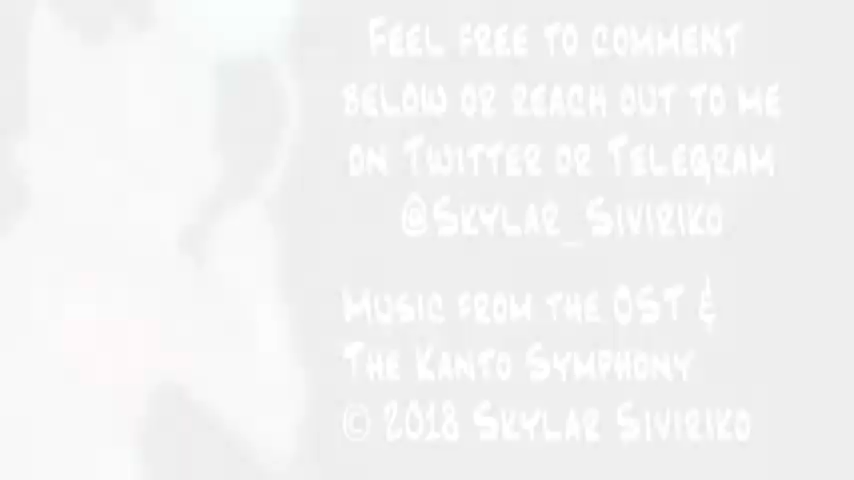 FEEL FREE TO COMMENT
BELOW OR REACH OUT TO ME
ON TWITTER OR TELEGRAM
@SKYLAR_SIVIRIKO
MUSIC FROM THE OST &
THE KANTO SYMPHONY
© 2018 SKYLAR SIVIRIKO